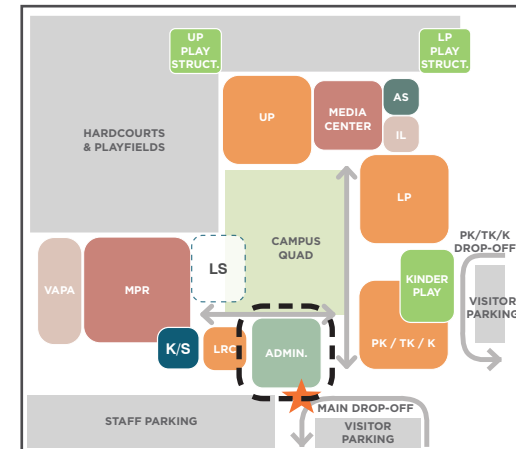 UP
PLAY
STRUCT.
LP
PLAY
STRUCT.
UP
MEDIA
CENTER
AS
IL
HARDCOURTS
& PLAYFIELDS
LP
CAMPUS
QUAD
PK/TK/K
DROP-OFF
VAPA
MPR
LS
KINDER
PLAY
VISITOR
PARKING
K/S
LRC
ADMIN.
PK / TK / K
MAIN DROP-OFF
STAFF PARKING
VISITOR
PARKING